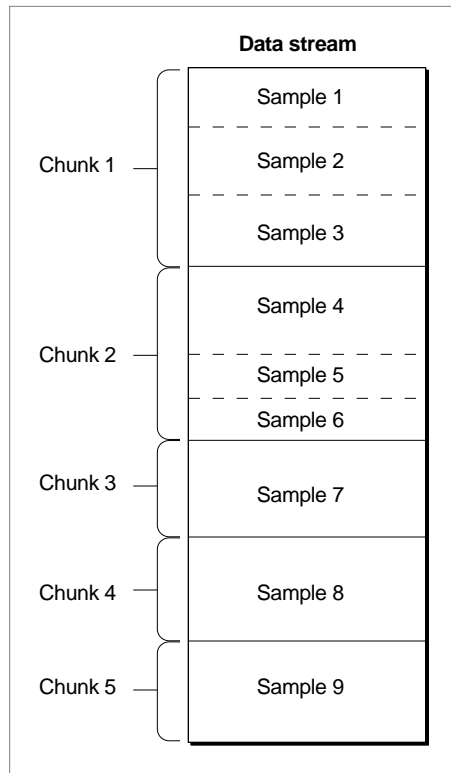 Data stream
Chunk 1
Sample 1
Sample 2
Sample 3
Chunk 2
Sample 4
Sample 5
Sample 6
Chunk 3
Sample 7
Chunk 4
Sample 8
Chunk 5
Sample 9